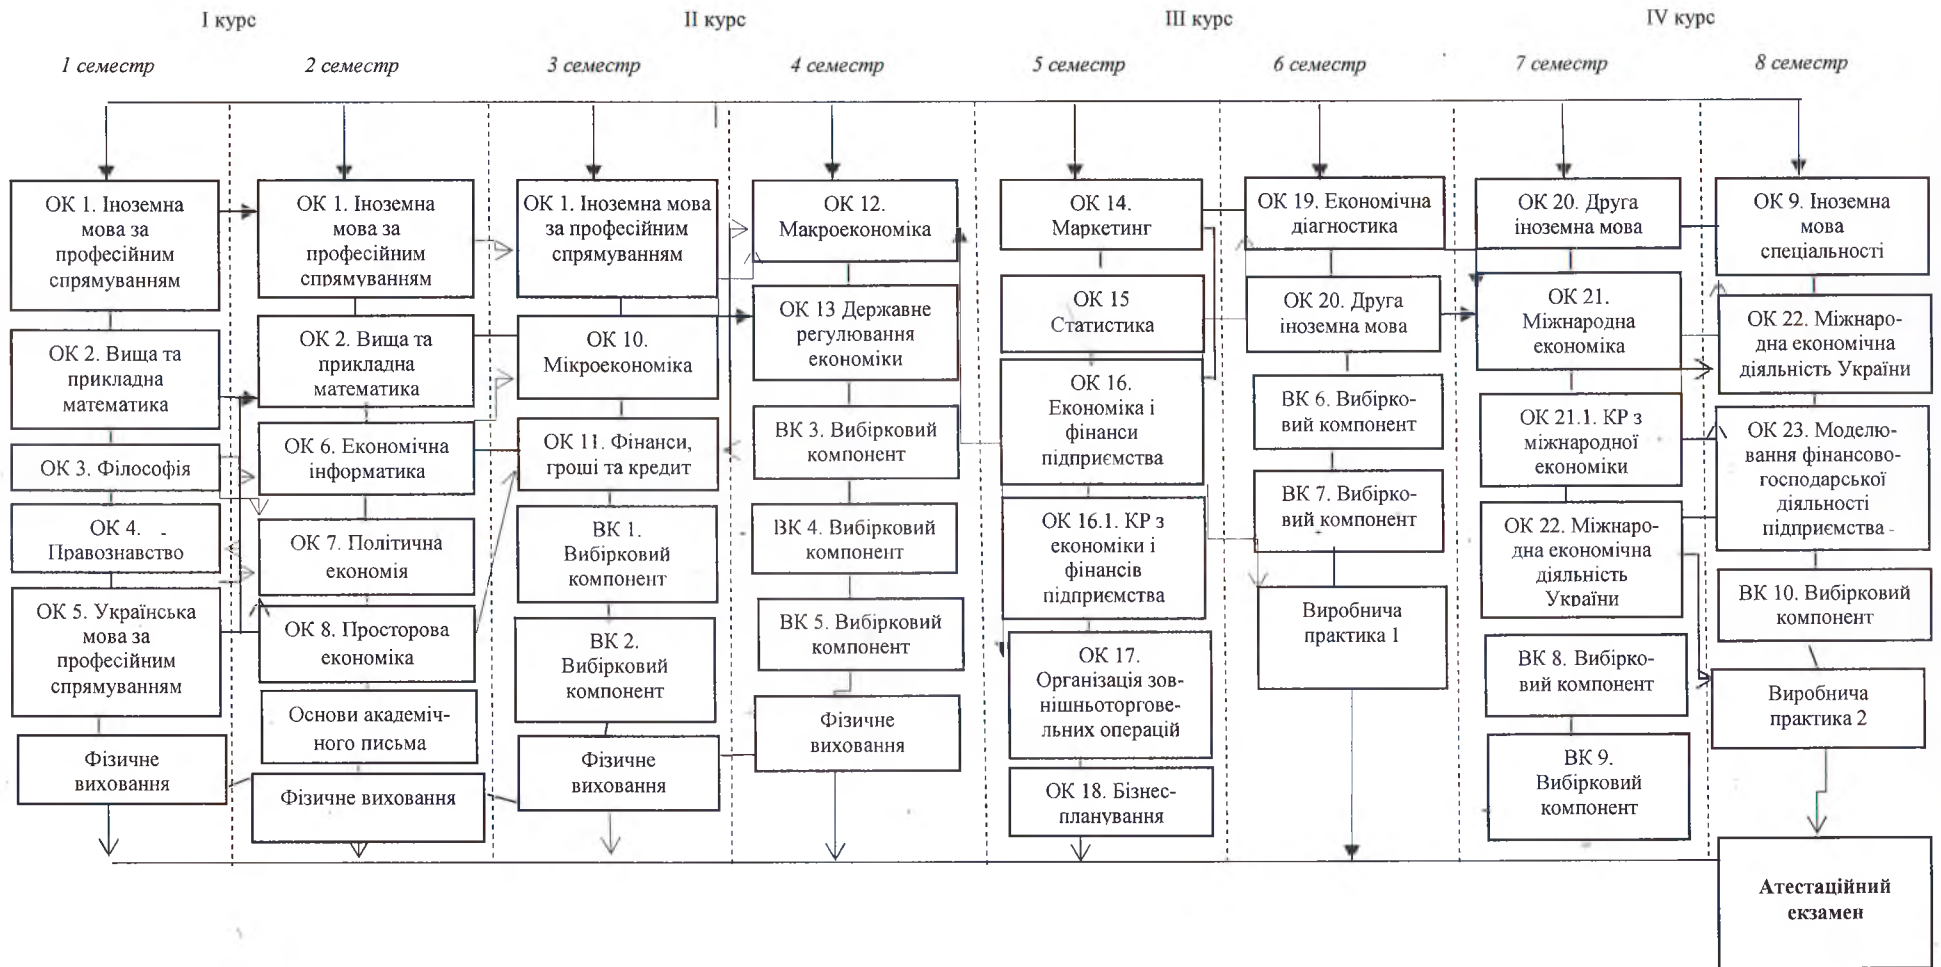 І курс
ІІ курс
ІІІ курс
IV курс
1 семестр
2 семестр
3 семестр
4 семестр
5 семестр
6 семестр
7 семестр
8 семестр
ОК 1. Іноземна
мова за
професійним
спрямуванням
ОК 2. Вища та
прикладна
математика
ОК 3. Філософія
ОК 4.
Правознавство
ОК 5. Українська
мова за
професійним
спрямуванням
Фізичне
виховання
ОК 1. Іноземна
мова за
професійним
спрямуванням
ОК 2. Вища та
прикладна
математика
ОК 6. Економічна
інформатика
ОК 7. Політична
економія
ОК 8. Просторова
економіка
Основи академіч-
ного письма
Фізичне виховання
ОК 1. Іноземна мова
за професійним
спрямуванням
ОК 10.
Мікроекономіка
ОК 11. Фінанси,
гроші та кредит
ВК 1.
Вибірковий
компонент
ВК 2.
Вибірковий
компонент
Фізичне
виховання
ОК 12.
Макроекономіка
ОК 13 Державне
регулювання
економіки
ВК 3. Вибірковий
компонент
ВК 4. Вибірковий
компонент
ВК 5. Вибірковий
компонент
Фізичне
виховання
ОК 14.
Маркетинг
ОК 15
Статистика
ОК 16.
Економіка і
фінанси
підприємства
ОК 16.1. КР з
економіки і
фінансів
підприємства
ОК 17.
Організація зов-
нішньоторгове-
льних операцій
ОК 18. Бізнес-
планування
ОК 19. Економічна
діагностика
ОК 20. Друга
іноземна мова
ВК 6. Вибірко-
вий компонент
ВК 7. Вибірко-
вий компонент
Виробнича
практика 1
ОК 20. Друга
іноземна мова
ОК 21.
Міжнародна
економіка
ОК 21.1. КР з
міжнародної
економіки
ОК 22. Міжнаро-
дна економічна
діяльність
України
ВК 8. Вибірко-
вий компонент
ВК 9.
Вибірковий
компонент
ОК 9. Іноземна
мова
спеціальності
ОК 22. Міжнаро-
дна економічна
діяльність України
ОК 23. Моделю-
вання фінансово-
господарської
діяльності
підприємства
ВК 10. Вибірковий
компонент
Виробнича
практика 2
Атестаційний
екзамен